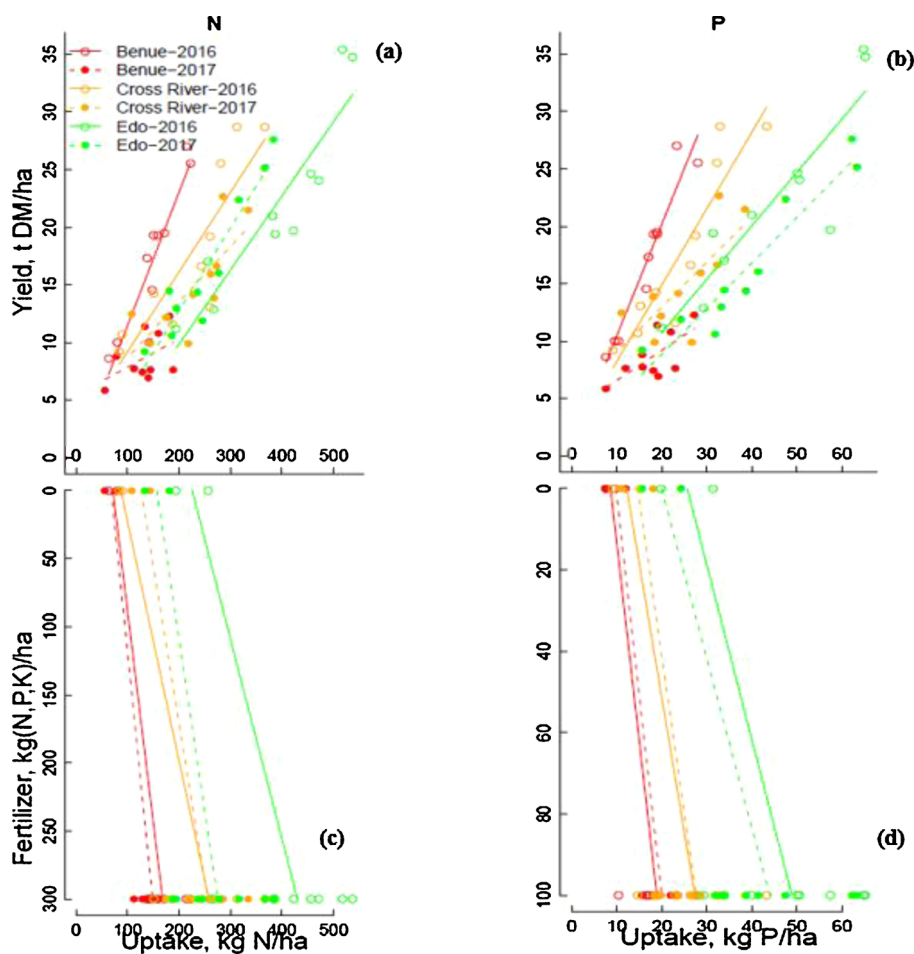 N
P
Benue−2016
Benue−2017
Cross River−2016
Cross River−2017
Edo−2016
Edo−2017
(a)
(b)
Yield, t DM/ha
35
30
25
20
15
10
5
0
35
30
25
20
15
10
5
0
0 100 200 300 400 500
0 10 20 30 40 50 60
Fertilizer, kg(N,P,K)/ha
0
50
100
150
200
250
300
0
20
40
60
80
100
(c)
(d)
0 100 200 300 400 500
0 10 20 30 40 50 60
Uptake, kg N/ha
Uptake, kg P/ha